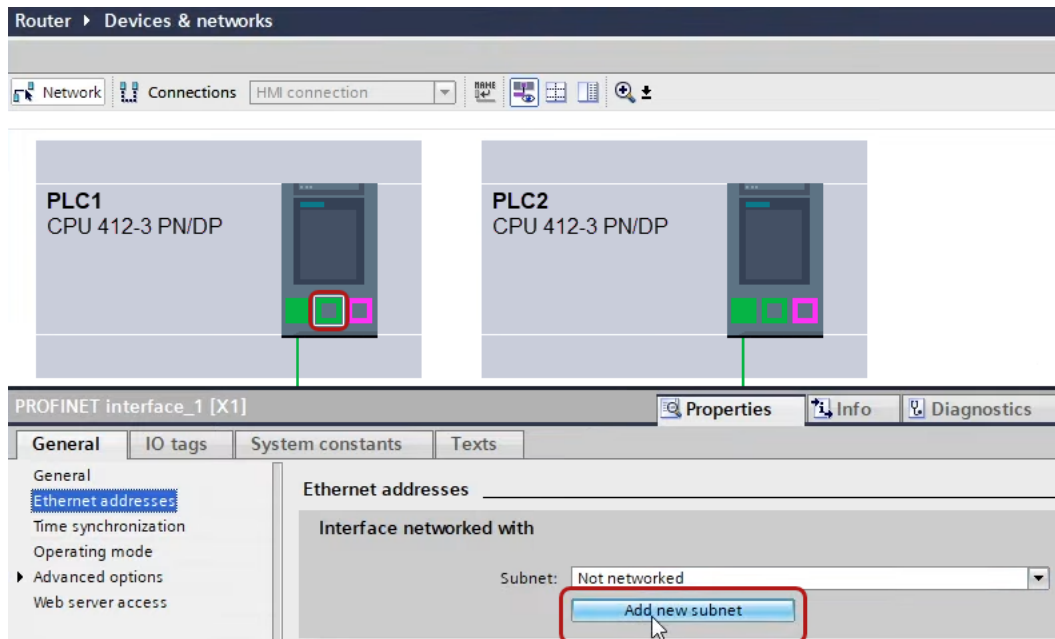 Router ▸ Devices & networks
Network Connections HMI connection
PLC1
CPU 412-3 PN/DP
PLC2
CPU 412-3 PN/DP
PROFINET interface_1 [X1]
Properties Info Diagnostics
General IO tags System constants Texts
General
Ethernet addresses
Time synchronization
Operating mode
Advanced options
Web server access
Ethernet addresses
Interface networked with
Subnet: Not networked
Add new subnet